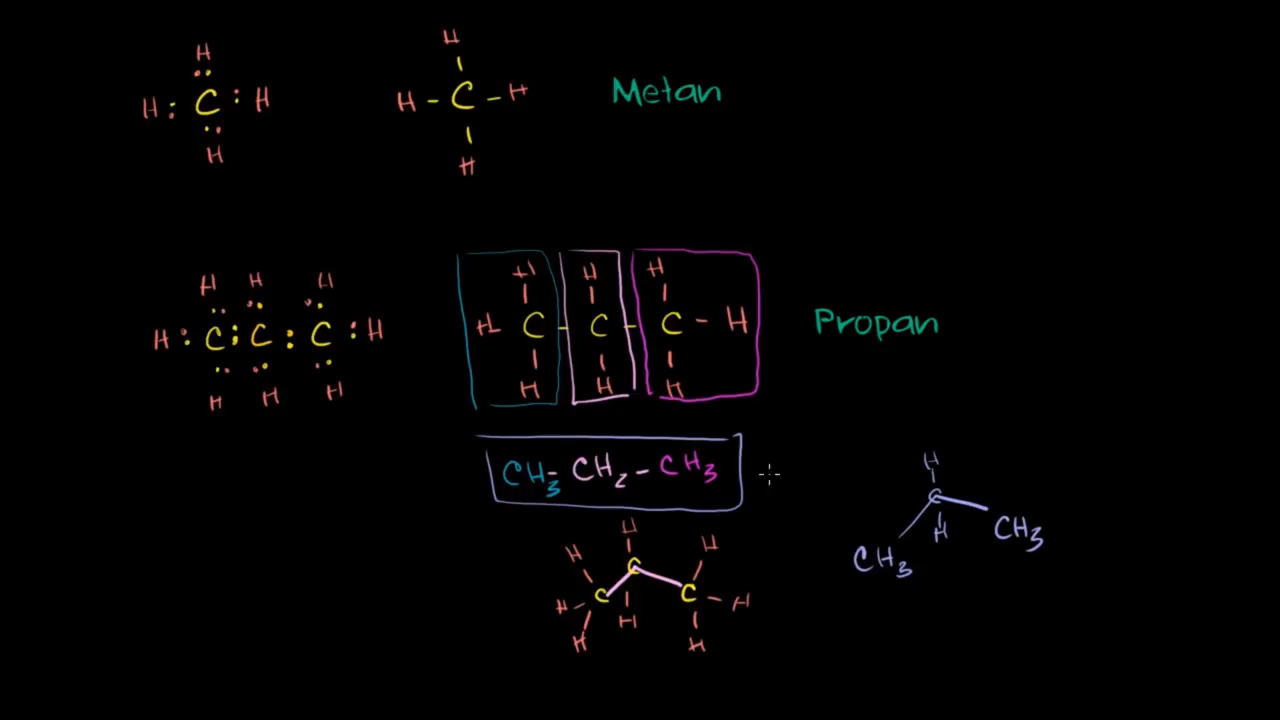 H H
H : C : H H - C - H Metan
H H
H H H H H H
H : C : C : C : H H - C - C - C - H Propan
H H H H H H
CH₃ - CH₂ - CH₃
H H H H
C C
H C C H CH₃ H CH₃
H H H